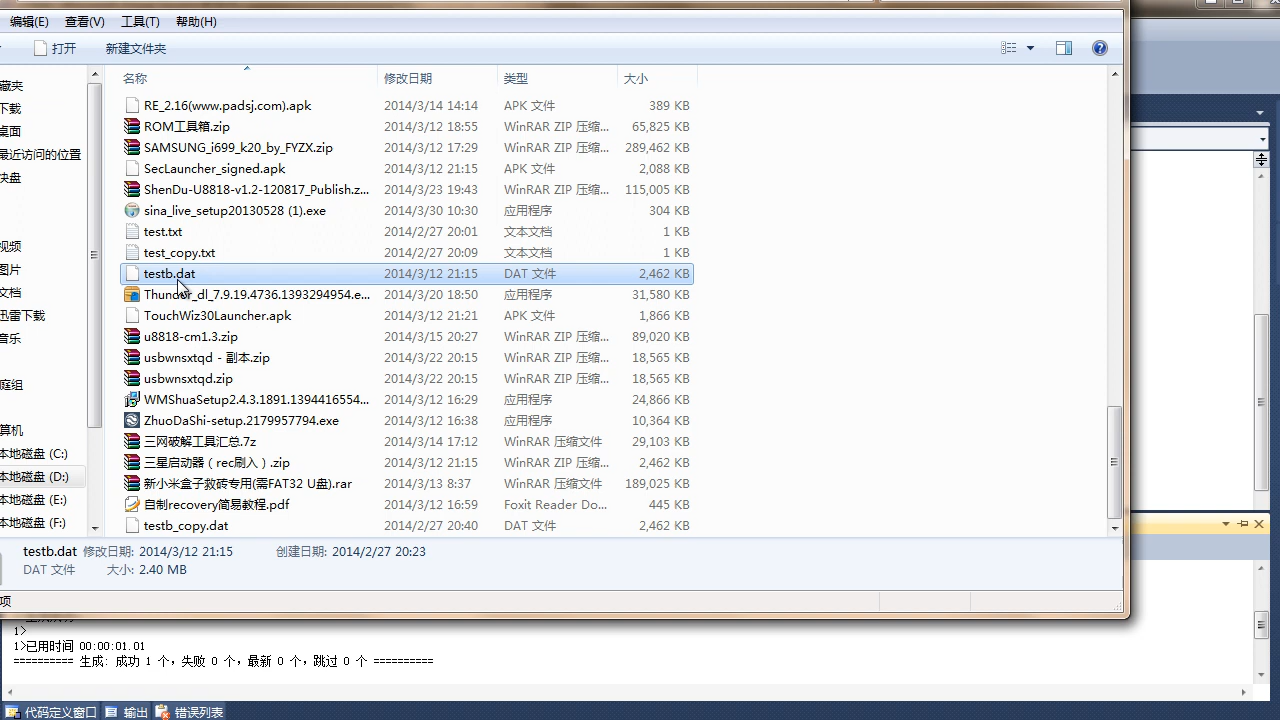 编辑(E) 查看(V) 工具(T) 帮助(H)
打开 新建文件夹
名称 修改日期 类型 大小
RE_2.16(www.padsj.com).apk 2014/3/14 14:14 APK 文件 389 KB
ROM工具箱.zip 2014/3/12 18:55 WinRAR ZIP 压缩... 65,825 KB
SAMSUNG_i699_k20_by_FYZX.zip 2014/3/12 17:29 WinRAR ZIP 压缩... 289,462 KB
SecLauncher_signed.apk 2014/3/12 21:15 APK 文件 2,088 KB
ShenDu-U8818-v1.2-120817_Publish.z... 2014/3/23 19:43 WinRAR ZIP 压缩... 115,005 KB
sina_live_setup20130528 (1).exe 2014/3/30 10:30 应用程序 304 KB
test.txt 2014/2/27 20:01 文本文档 1 KB
test_copy.txt 2014/2/27 20:09 文本文档 1 KB
testb.dat 2014/3/12 21:15 DAT 文件 2,462 KB
Thunder_dl_7.9.19.4736.1393294954.e... 2014/3/20 18:50 应用程序 31,580 KB
TouchWiz30Launcher.apk 2014/3/12 21:21 APK 文件 1,866 KB
u8818-cm1.3.zip 2014/3/15 20:27 WinRAR ZIP 压缩... 89,020 KB
usbwnsxtqd - 副本.zip 2014/3/22 20:15 WinRAR ZIP 压缩... 18,565 KB
usbwnsxtqd.zip 2014/3/22 20:15 WinRAR ZIP 压缩... 18,565 KB
WMShuaSetup2.4.3.1891.1394416554... 2014/3/12 16:29 应用程序 24,866 KB
ZhuoDaShi-setup.2179957794.exe 2014/3/12 16:38 应用程序 10,364 KB
三网破解工具汇总.7z 2014/3/14 17:12 WinRAR 压缩文件 29,103 KB
三星启动器（rec刷入）.zip 2014/3/12 21:15 WinRAR ZIP 压缩... 2,462 KB
新小米盒子救砖专用(需FAT32 U盘).rar 2014/3/13 8:37 WinRAR 压缩文件 189,025 KB
自制recovery简易教程.pdf 2014/3/12 16:59 Foxit Reader Do... 445 KB
testb_copy.dat 2014/2/27 20:40 DAT 文件 2,462 KB
藏夹
下载
桌面
最近访问的位置
快盘
视频
图片
文档
迅雷下载
音乐
庭组
算机
本地磁盘 (C:)
本地磁盘 (D:)
本地磁盘 (E:)
本地磁盘 (F:)
testb.dat 修改日期: 2014/3/12 21:15 创建日期: 2014/2/27 20:23
DAT 文件 大小: 2.40 MB
项
1>
1>已用时间 00:00:01.01
========== 生成: 成功 1 个，失败 0 个，最新 0 个，跳过 0 个 ==========
代码定义窗口 输出 错误列表